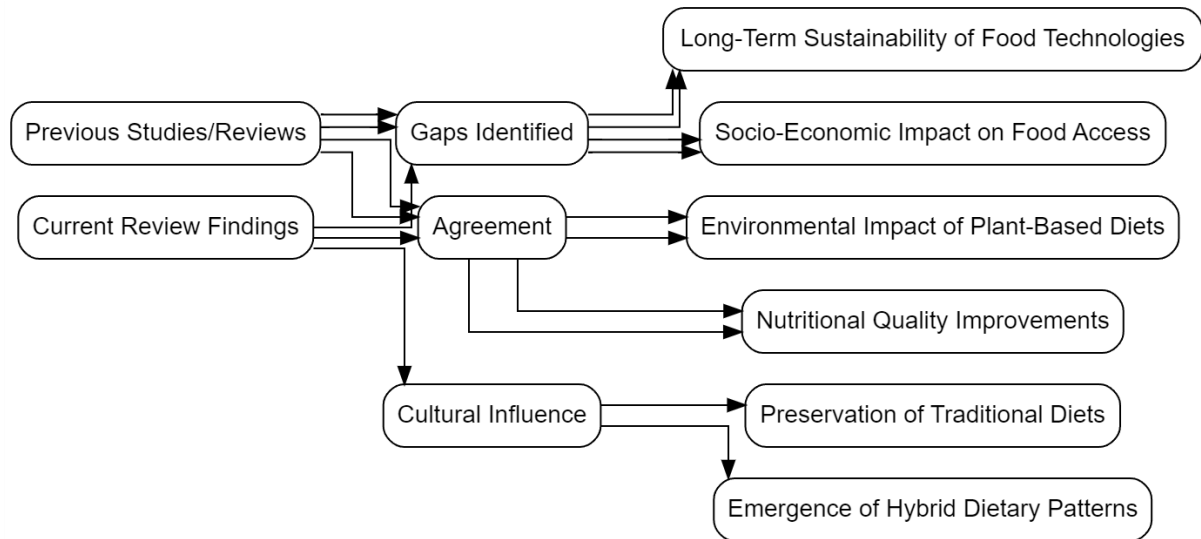 Long-Term Sustainability of Food Technologies
Previous Studies/Reviews
Gaps Identified
Socio-Economic Impact on Food Access
Current Review Findings
Agreement
Environmental Impact of Plant-Based Diets
Nutritional Quality Improvements
Cultural Influence
Preservation of Traditional Diets
Emergence of Hybrid Dietary Patterns